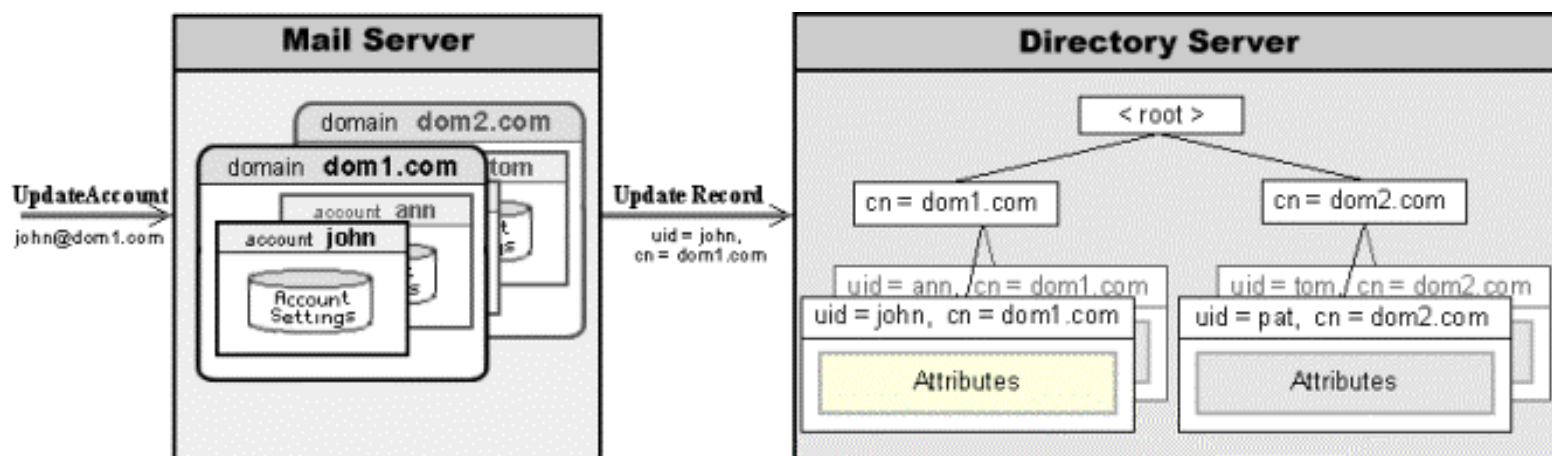 Mail Server
Directory Server
domain dom2.com
tom
domain dom1.com
account ann
account john
Account
Settings
UpdateAccount
john@dom1.com
Update Record
uid = john,
cn = dom1.com
< root >
cn = dom1.com
cn = dom2.com
uid = ann, cn = dom1.com
uid = john, cn = dom1.com
Attributes
uid = tom, cn = dom2.com
uid = pat, cn = dom2.com
Attributes